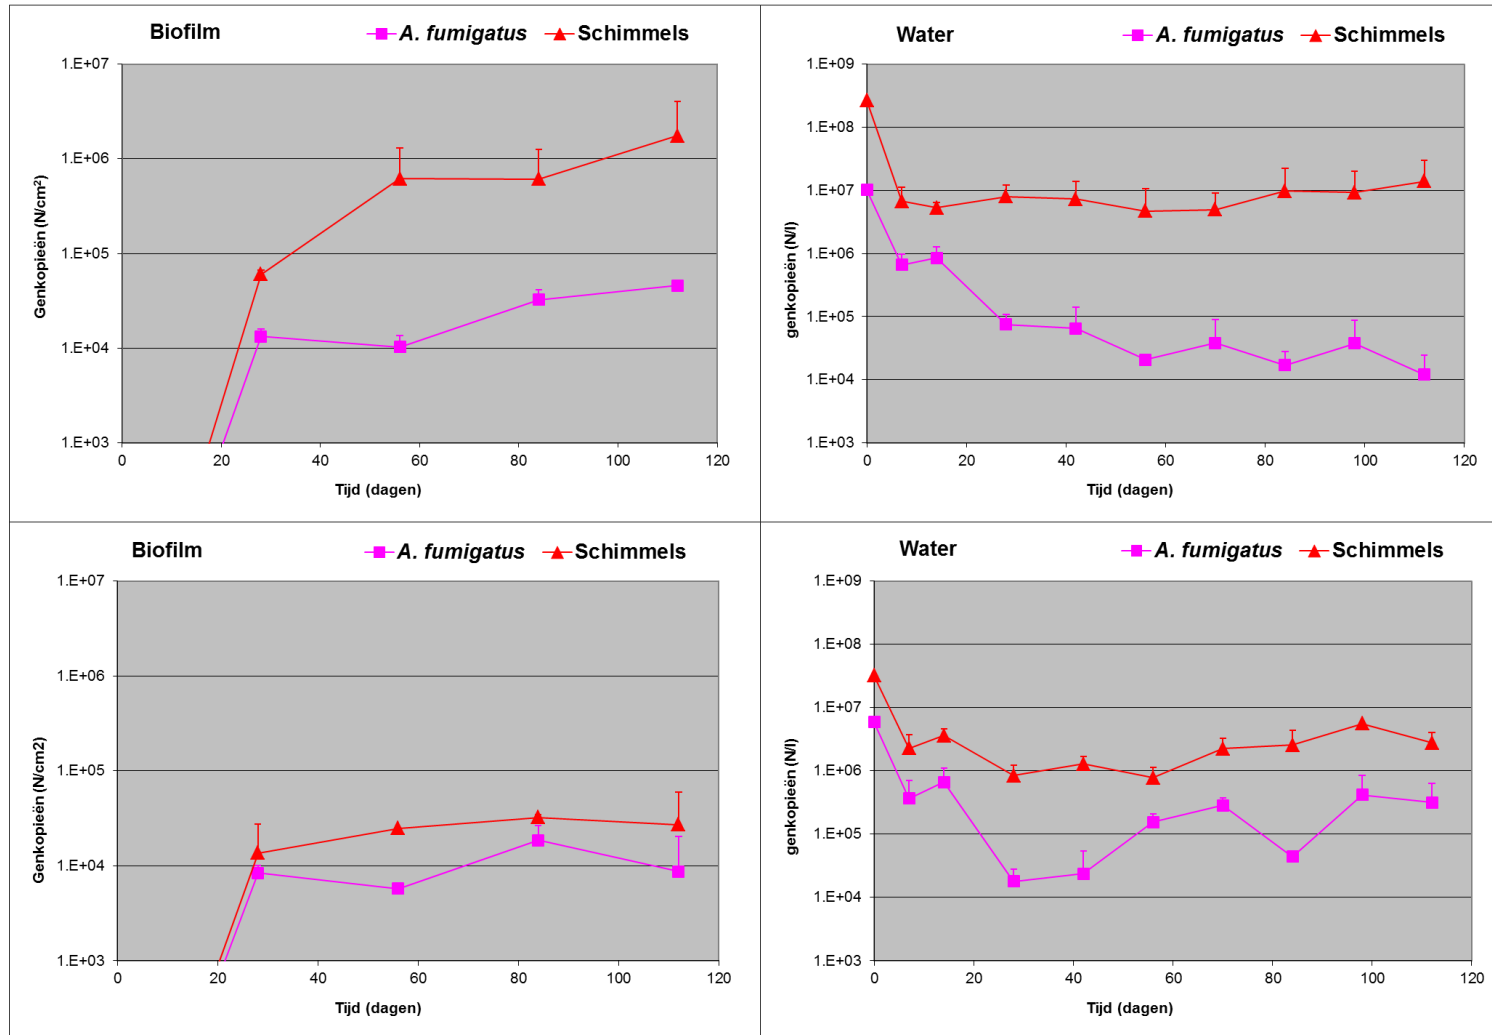 Biofilm
A. fumigatus
Schimmels
1.E+07
1.E+06
1.E+05
1.E+04
1.E+03
Genkopieën (N/cm²)
0 20 40 60 80 100 120
Tijd (dagen)
Water
A. fumigatus
Schimmels
1.E+09
1.E+08
1.E+07
1.E+06
1.E+05
1.E+04
1.E+03
genkopieën (N/l)
0 20 40 60 80 100 120
Tijd (dagen)
Biofilm
A. fumigatus
Schimmels
1.E+07
1.E+06
1.E+05
1.E+04
1.E+03
Genkopieën (N/cm2)
0 20 40 60 80 100 120
Tijd (dagen)
Water
A. fumigatus
Schimmels
1.E+09
1.E+08
1.E+07
1.E+06
1.E+05
1.E+04
1.E+03
genkopieën (N/l)
0 20 40 60 80 100 120
Tijd (dagen)